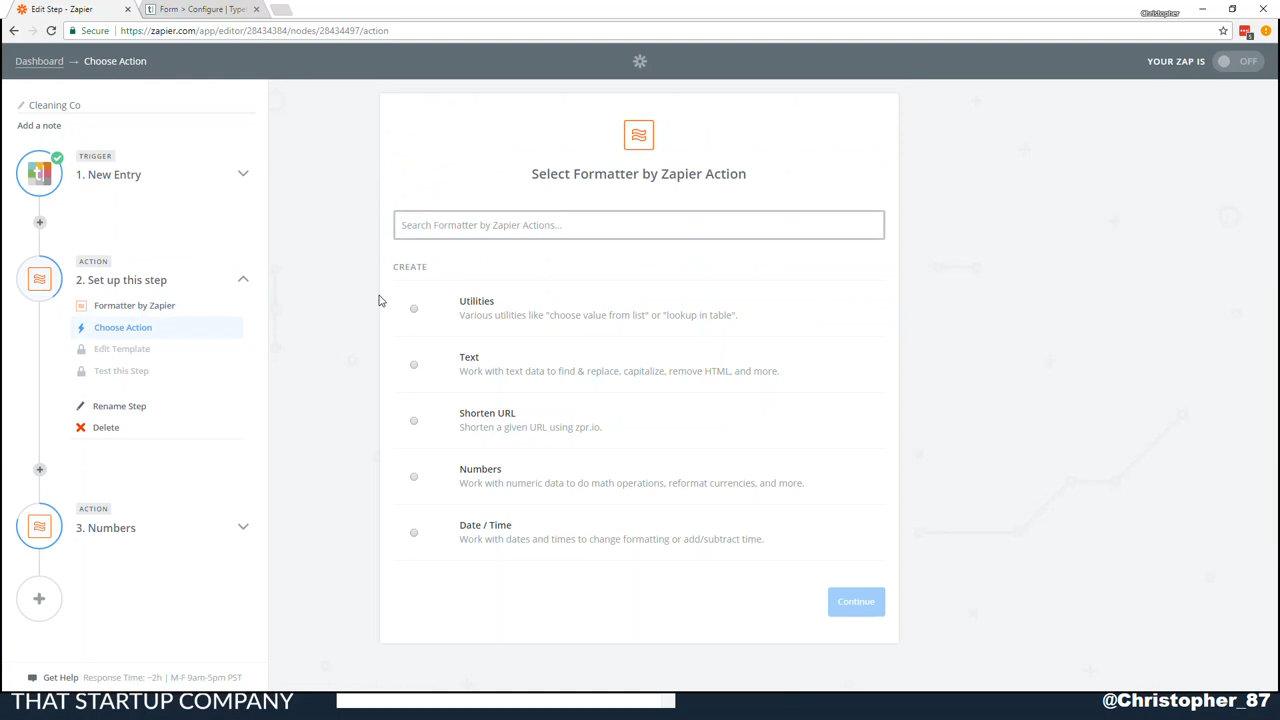 Edit Step - Zapier
Form > Configure | Type
Christopher
Secure
https://zapier.com/app/editor/28434384/nodes/28434497/action
Dashboard → Choose Action
YOUR ZAP IS OFF
Cleaning Co
Add a note
TRIGGER
1. New Entry
ACTION
2. Set up this step
Formatter by Zapier
Choose Action
Edit Template
Test this Step
Rename Step
Delete
ACTION
3. Numbers
Get Help Response Time: ~2h | M-F 9am-5pm PST
Select Formatter by Zapier Action
Search Formatter by Zapier Actions...
CREATE
Utilities
Various utilities like "choose value from list" or "lookup in table".
Text
Work with text data to find & replace, capitalize, remove HTML, and more.
Shorten URL
Shorten a given URL using zpr.io.
Numbers
Work with numeric data to do math operations, reformat currencies, and more.
Date / Time
Work with dates and times to change formatting or add/subtract time.
Continue
THAT STARTUP COMPANY
@Christopher_87